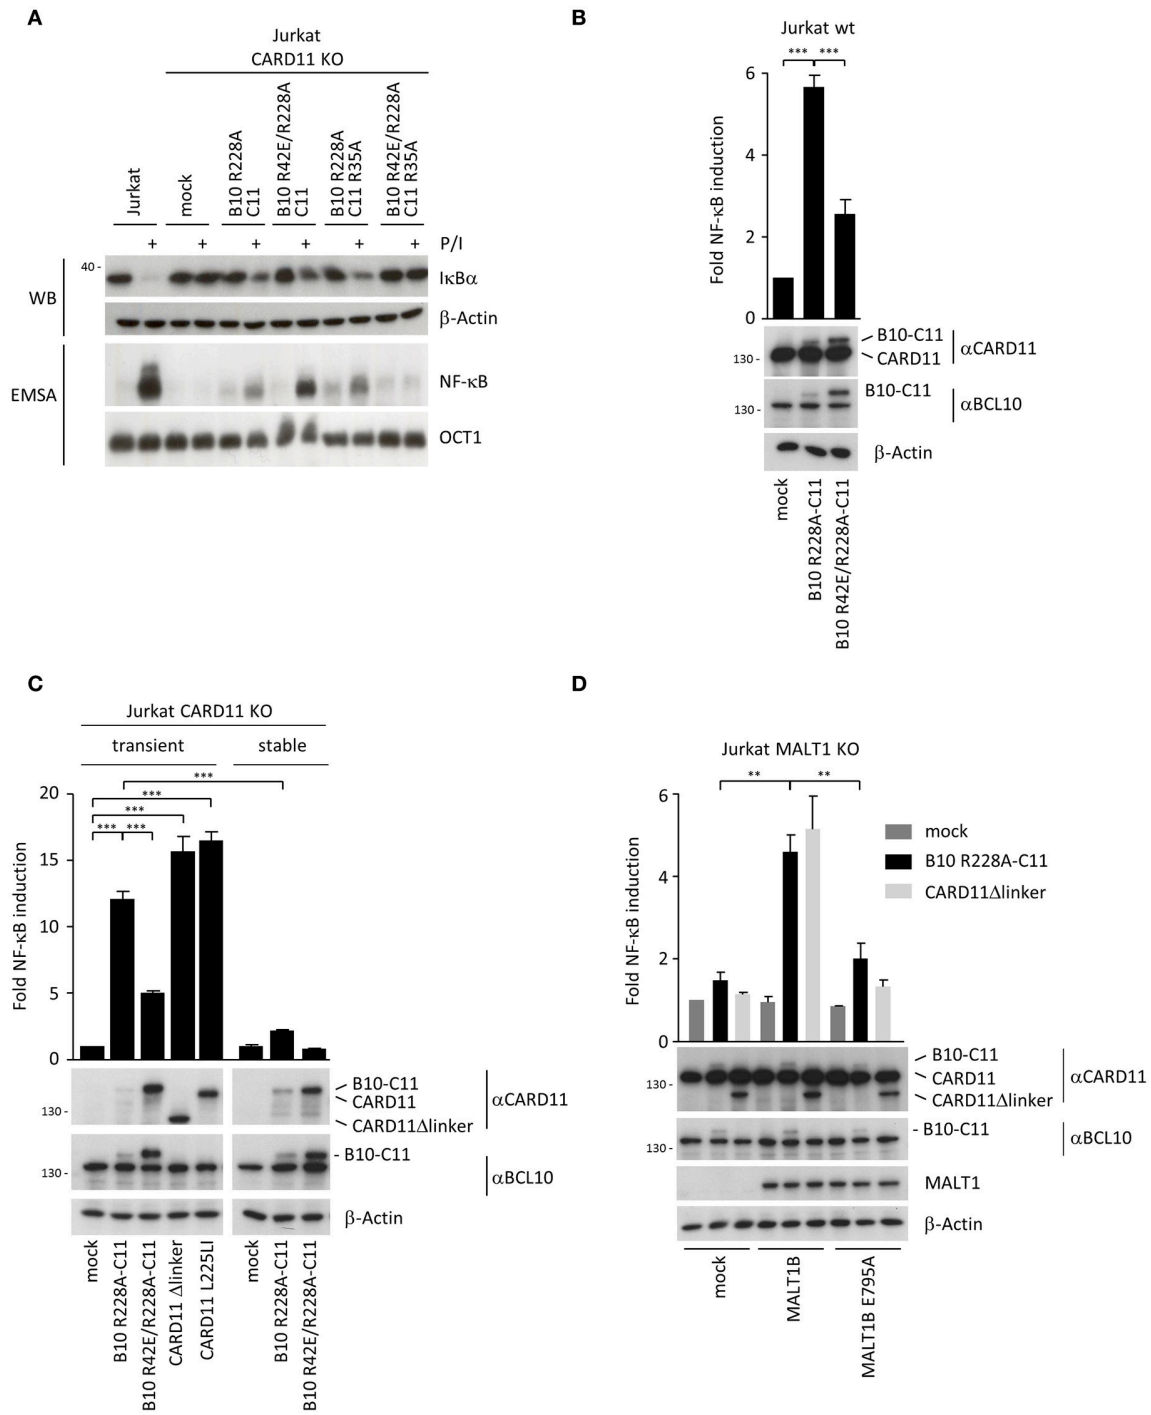 A
Jurkat
CARD11 KO
Jurkat
mock
B10 R228A
C11
B10 R42E/R228A
C11
B10 R228A
C11 R35A
B10 R42E/R228A
C11 R35A
+ + + + + + P/I
WB
40 -
IκBα
β-Actin
EMSA
NF-κB
OCT1
B
Jurkat wt
*** ***
Fold NF-κB induction
6
4
2
0
B10-C11
CARD11
αCARD11
130 -
B10-C11
αBCL10
130 -
β-Actin
mock
B10 R228A-C11
B10 R42E/R228A-C11
C
Jurkat CARD11 KO
transient stable
***
***
***
*** ***
Fold NF-κB induction
20
15
10
5
0
B10-C11
CARD11
CARD11Δlinker
αCARD11
130 -
- B10-C11
αBCL10
130 -
β-Actin
mock
B10 R228A-C11
B10 R42E/R228A-C11
CARD11 Δlinker
CARD11 L225LI
mock
B10 R228A-C11
B10 R42E/R228A-C11
D
Jurkat MALT1 KO
** **
Fold NF-κB induction
6
4
2
0
mock
B10 R228A-C11
CARD11Δlinker
B10-C11
CARD11
CARD11Δlinker
αCARD11
130 -
- B10-C11
αBCL10
130 -
MALT1
β-Actin
mock
MALT1B
MALT1B E795A